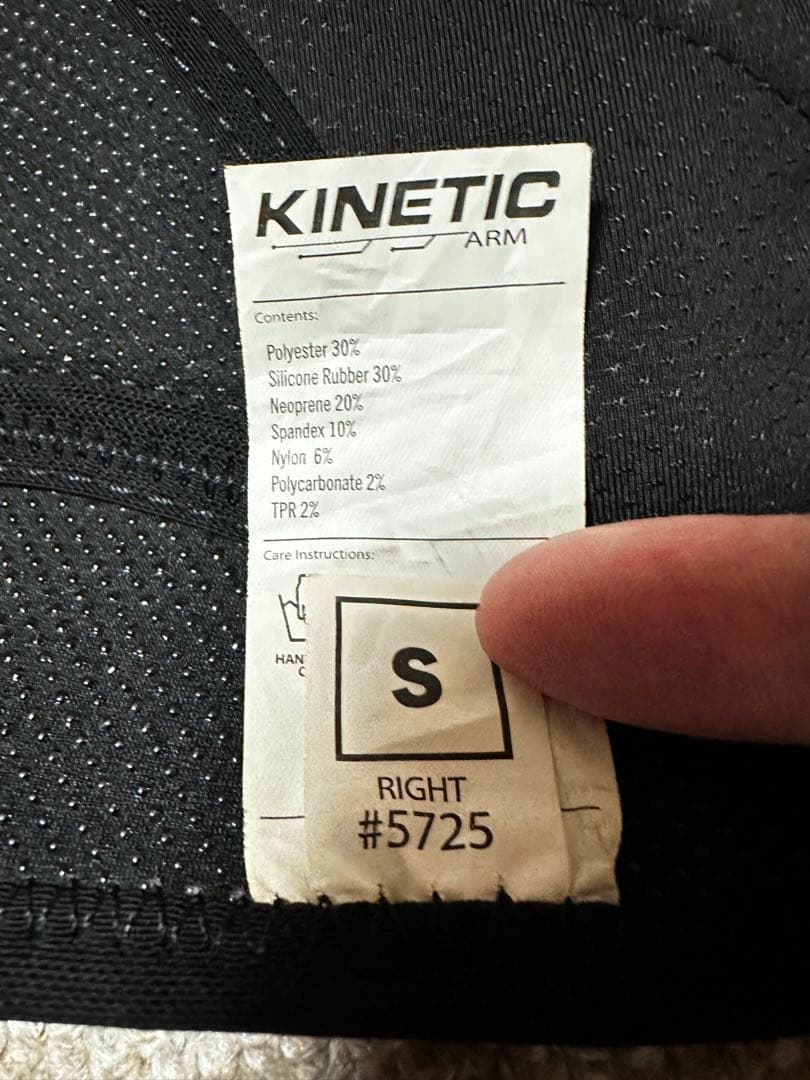 KINETIC
ARM
Contents:
Polyester 30%
Silicone Rubber 30%
Neoprene 20%
Spandex 10%
Nylon 6%
Polycarbonate 2%
TPR 2%
Care Instructions:
S
RIGHT
#5725